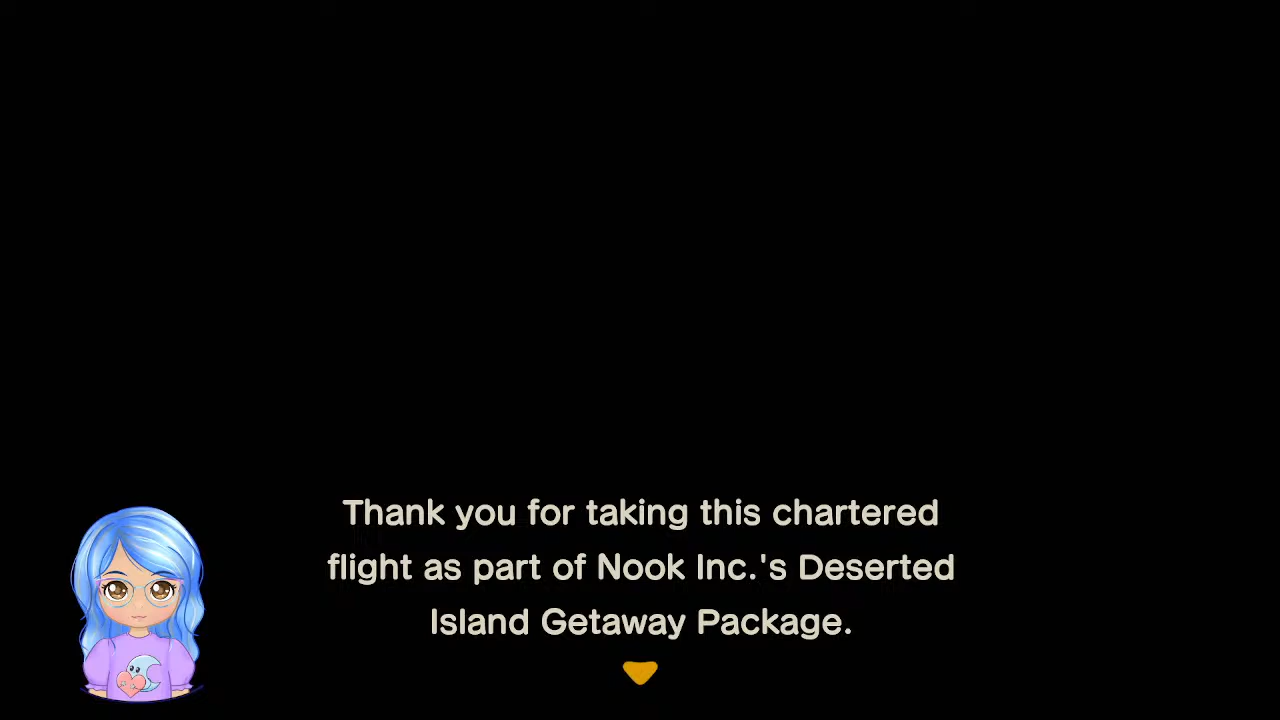 Thank you for taking this chartered
flight as part of Nook Inc.'s Deserted
Island Getaway Package.